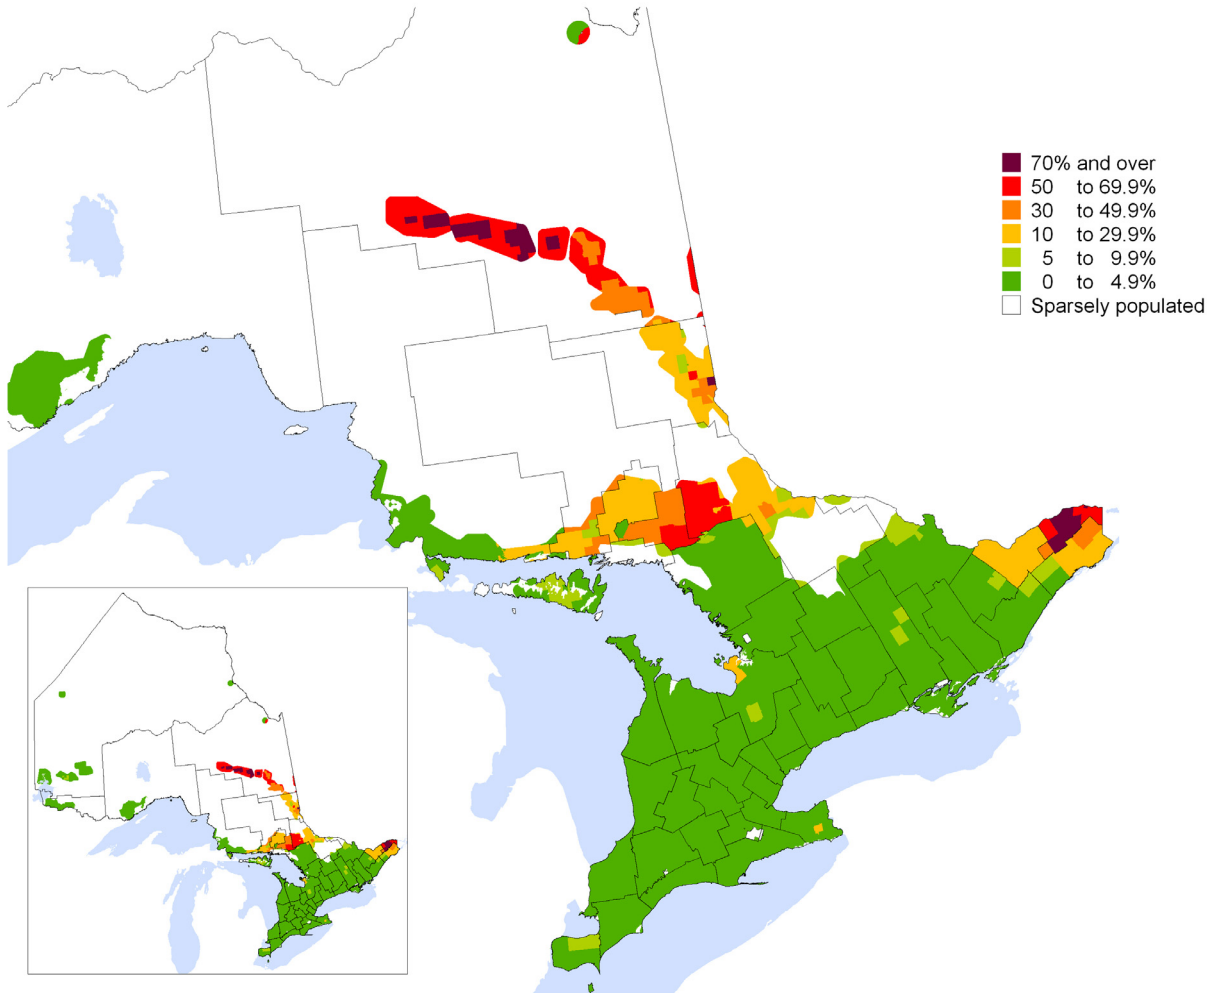 70% and over
50 to 69.9%
30 to 49.9%
10 to 29.9%
5 to 9.9%
0 to 4.9%
Sparsely populated